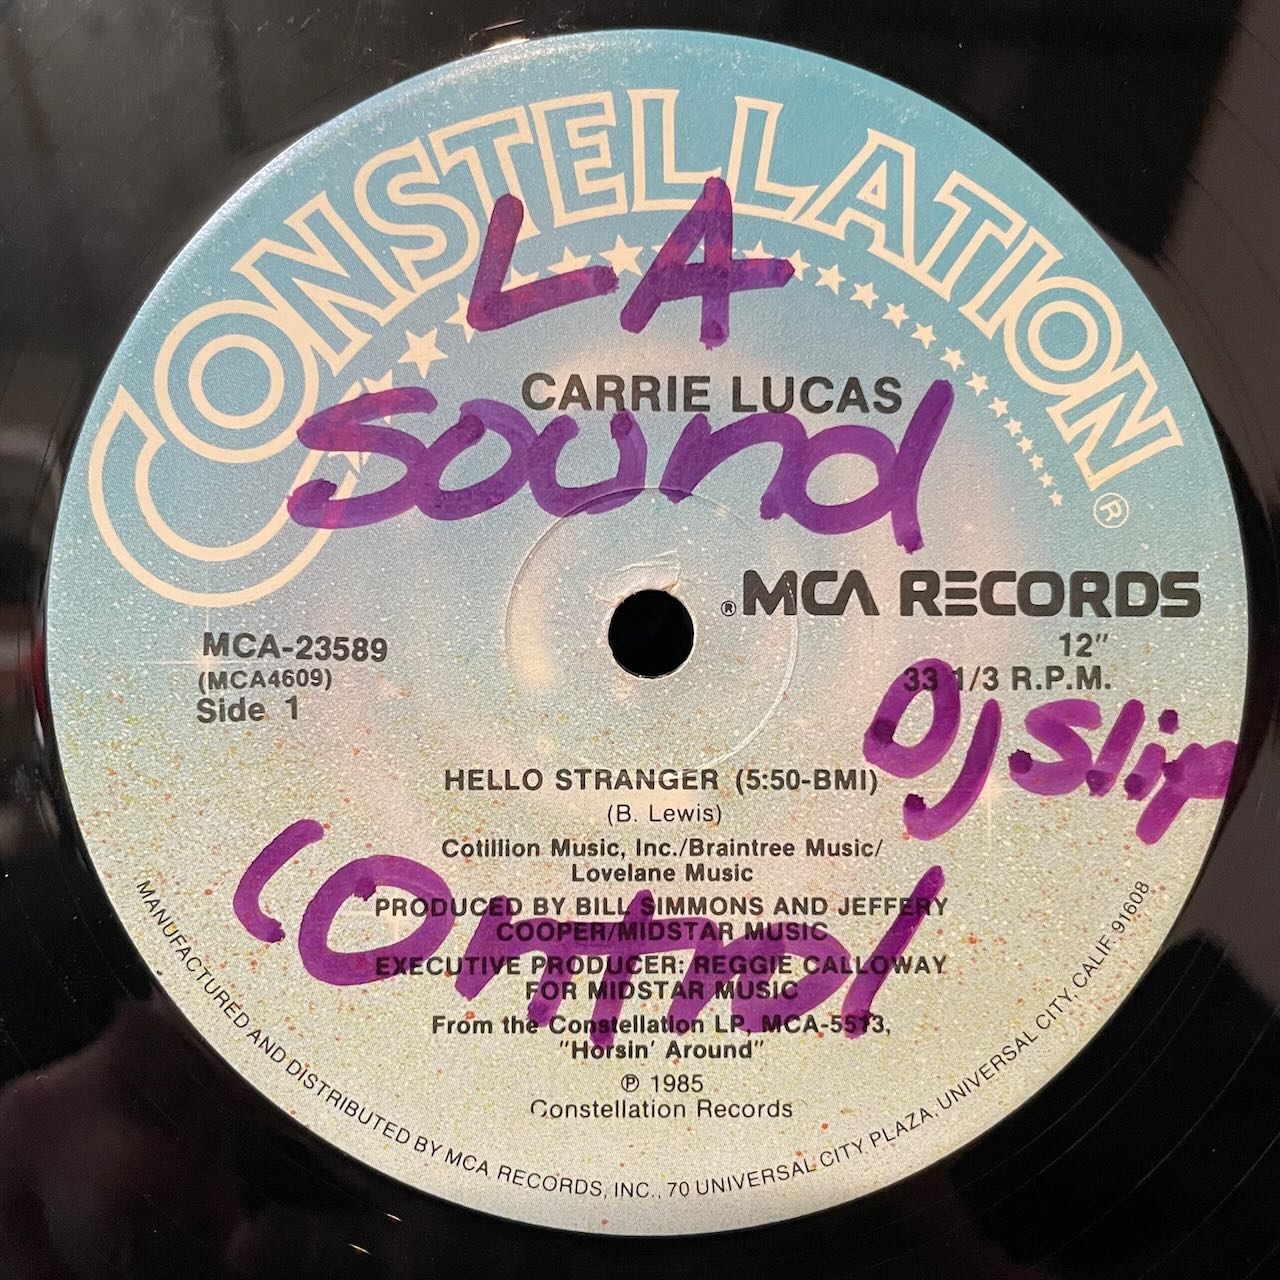 CONSTELLATION®
LA
CARRIE LUCAS
Sound
®MCA RECORDS
MCA-23589
(MCA4609)
Side 1
12"
33 1/3 R.P.M.
DJ Slip
HELLO STRANGER (5:50-BMI)
(B. Lewis)
Cotillion Music, Inc./Braintree Music/
Lovelane Music
Control
PRODUCED BY BILL SIMMONS AND JEFFERY
COOPER/MIDSTAR MUSIC
EXECUTIVE PRODUCER: REGGIE CALLOWAY
FOR MIDSTAR MUSIC
From the Constellation LP, MCA-5513,
"Horsin' Around"
℗ 1985
Constellation Records
MANUFACTURED AND DISTRIBUTED BY MCA RECORDS, INC., 70 UNIVERSAL CITY PLAZA, UNIVERSAL CITY, CALIF. 91608